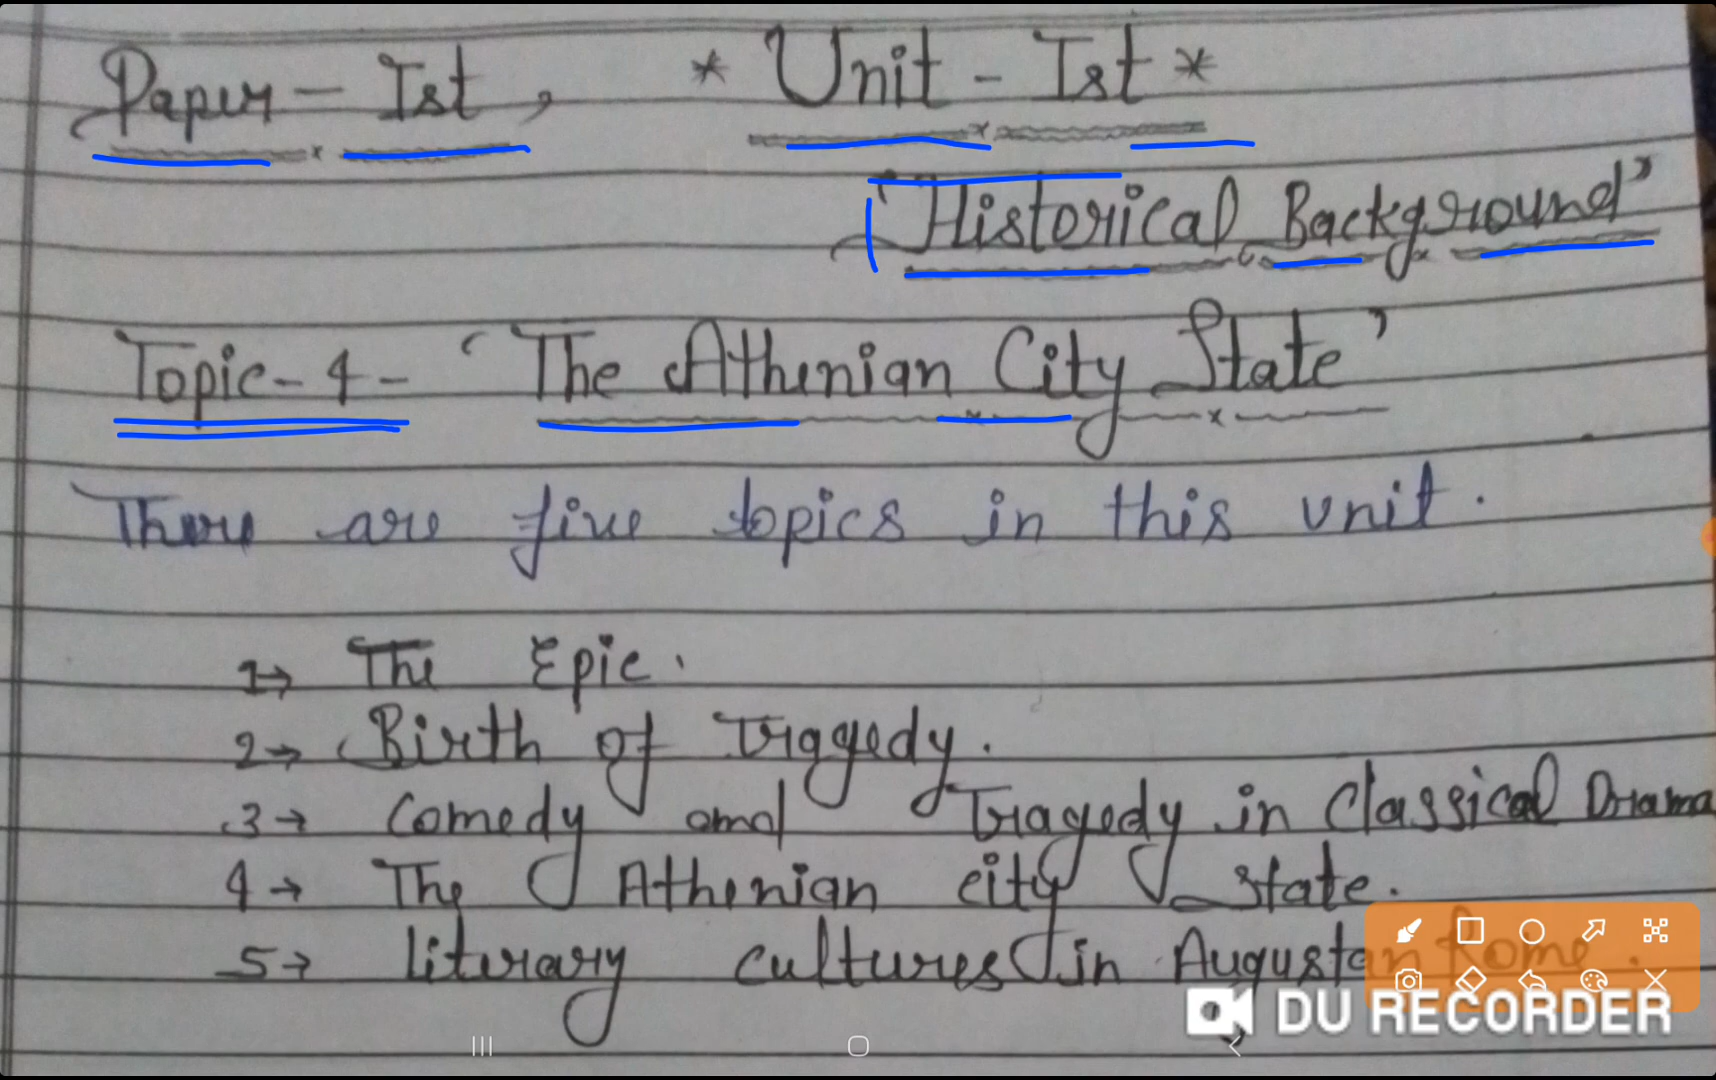 Paper - Ist, * Unit - Ist *
'Historical Background'
Topic - 4 - 'The Athenian City State'
There are five topics in this unit.
1→ The Epic.
2→ Birth of Traggedy.
3→ Comedy and Tragedy in Classical Drama
4→ The Athenian city state.
5→ literary cultures in Augustan Rome.
DU RECORDER